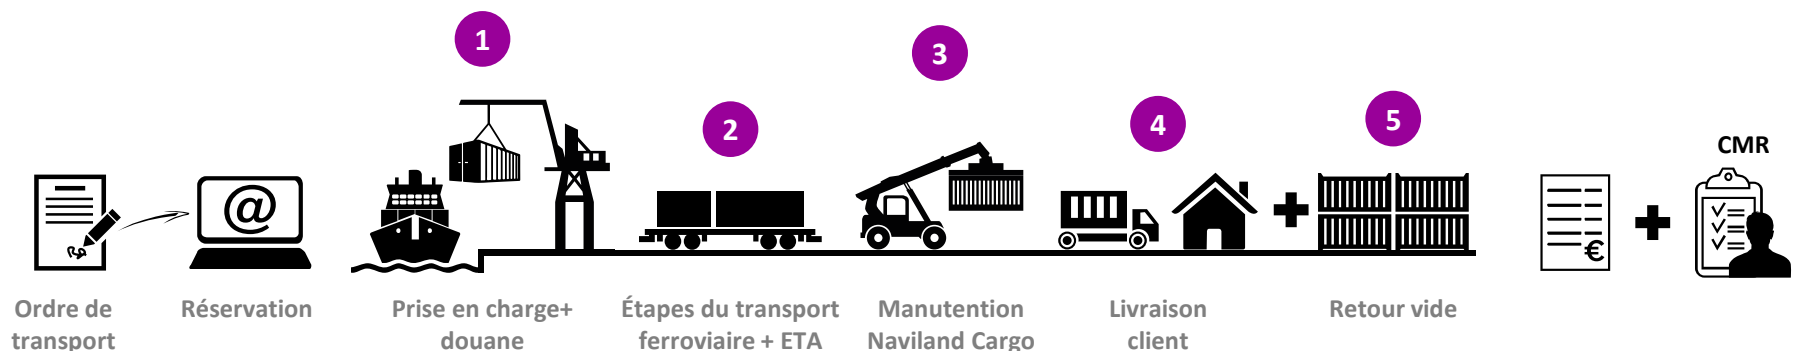 1
2
3
4
5
CMR
@
€
Ordre de
transport
Réservation
Prise en charge+
douane
Étapes du transport
ferroviaire + ETA
Manutention
Naviland Cargo
Livraison
client
Retour vide